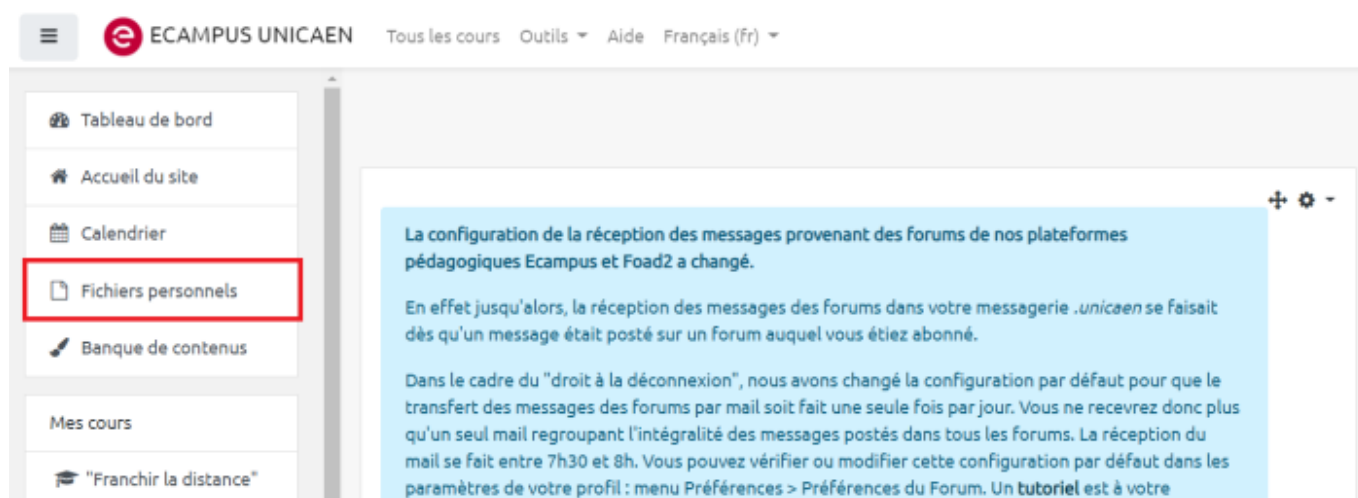 ECAMPUS UNICAEN Tous les cours Outils Aide Français (fr)
Tableau de bord
Accueil du site
Calendrier
Fichiers personnels
Banque de contenus
Mes cours
"Franchir la distance"
La configuration de la réception des messages provenant des forums de nos plateformes
pédagogiques Ecampus et Foad2 a changé.
En effet jusqu'alors, la réception des messages des forums dans votre messagerie .unicaen se faisait
dès qu'un message était posté sur un forum auquel vous étiez abonné.
Dans le cadre du "droit à la déconnexion", nous avons changé la configuration par défaut pour que le
transfert des messages des forums par mail soit fait une seule fois par jour. Vous ne recevrez donc plus
qu'un seul mail regroupant l'intégralité des messages postés dans tous les forums. La réception du
mail se fait entre 7h30 et 8h. Vous pouvez vérifier ou modifier cette configuration par défaut dans les
paramètres de votre profil : menu Préférences > Préférences du Forum. Un tutoriel est à votre